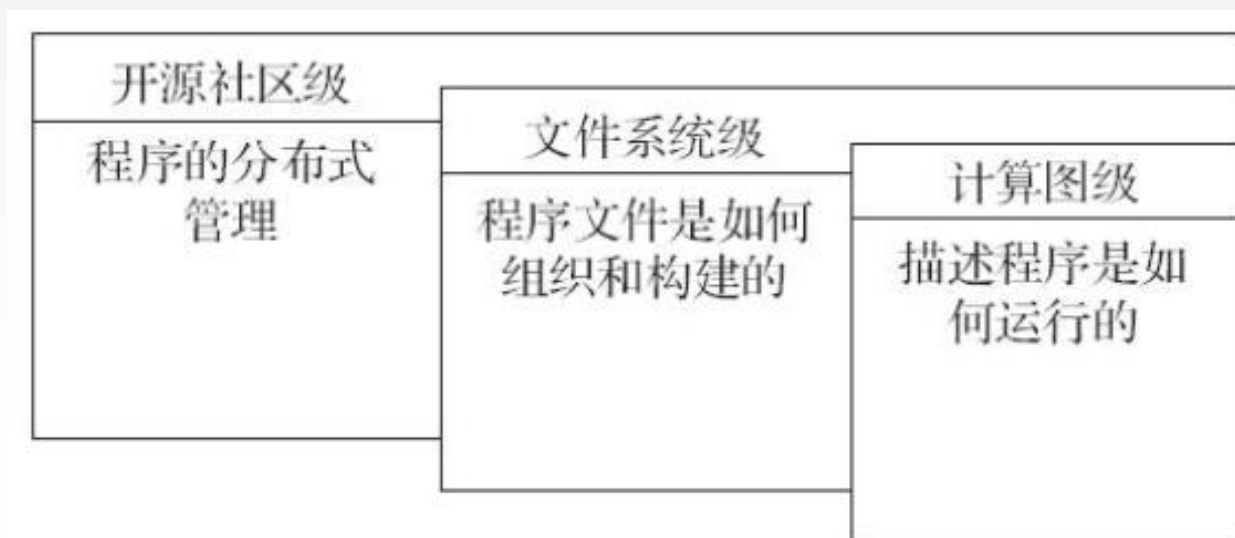 开源社区级
程序的分布式
管理
文件系统级
程序文件是如何
组织和构建的
计算图级
描述程序是如
何运行的